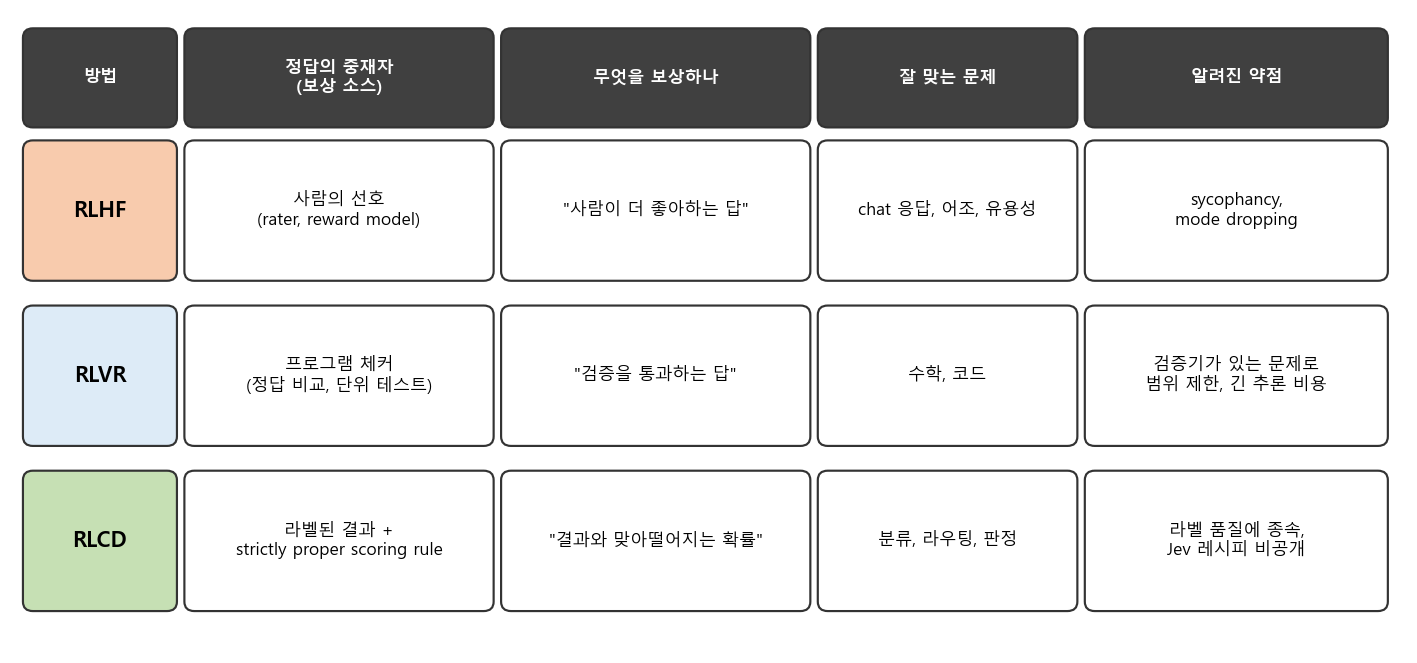 방법
정답의 중재자
(보상 소스)
무엇을 보상하나
잘 맞는 문제
알려진 약점
RLHF
사람의 선호
(rater, reward model)
"사람이 더 좋아하는 답"
chat 응답, 어조, 유용성
sycophancy,
mode dropping
RLVR
프로그램 체커
(정답 비교, 단위 테스트)
"검증을 통과하는 답"
수학, 코드
검증기가 있는 문제로
범위 제한, 긴 추론 비용
RLCD
라벨된 결과 +
strictly proper scoring rule
"결과와 맞아떨어지는 확률"
분류, 라우팅, 판정
라벨 품질에 종속,
Jev 레시피 비공개